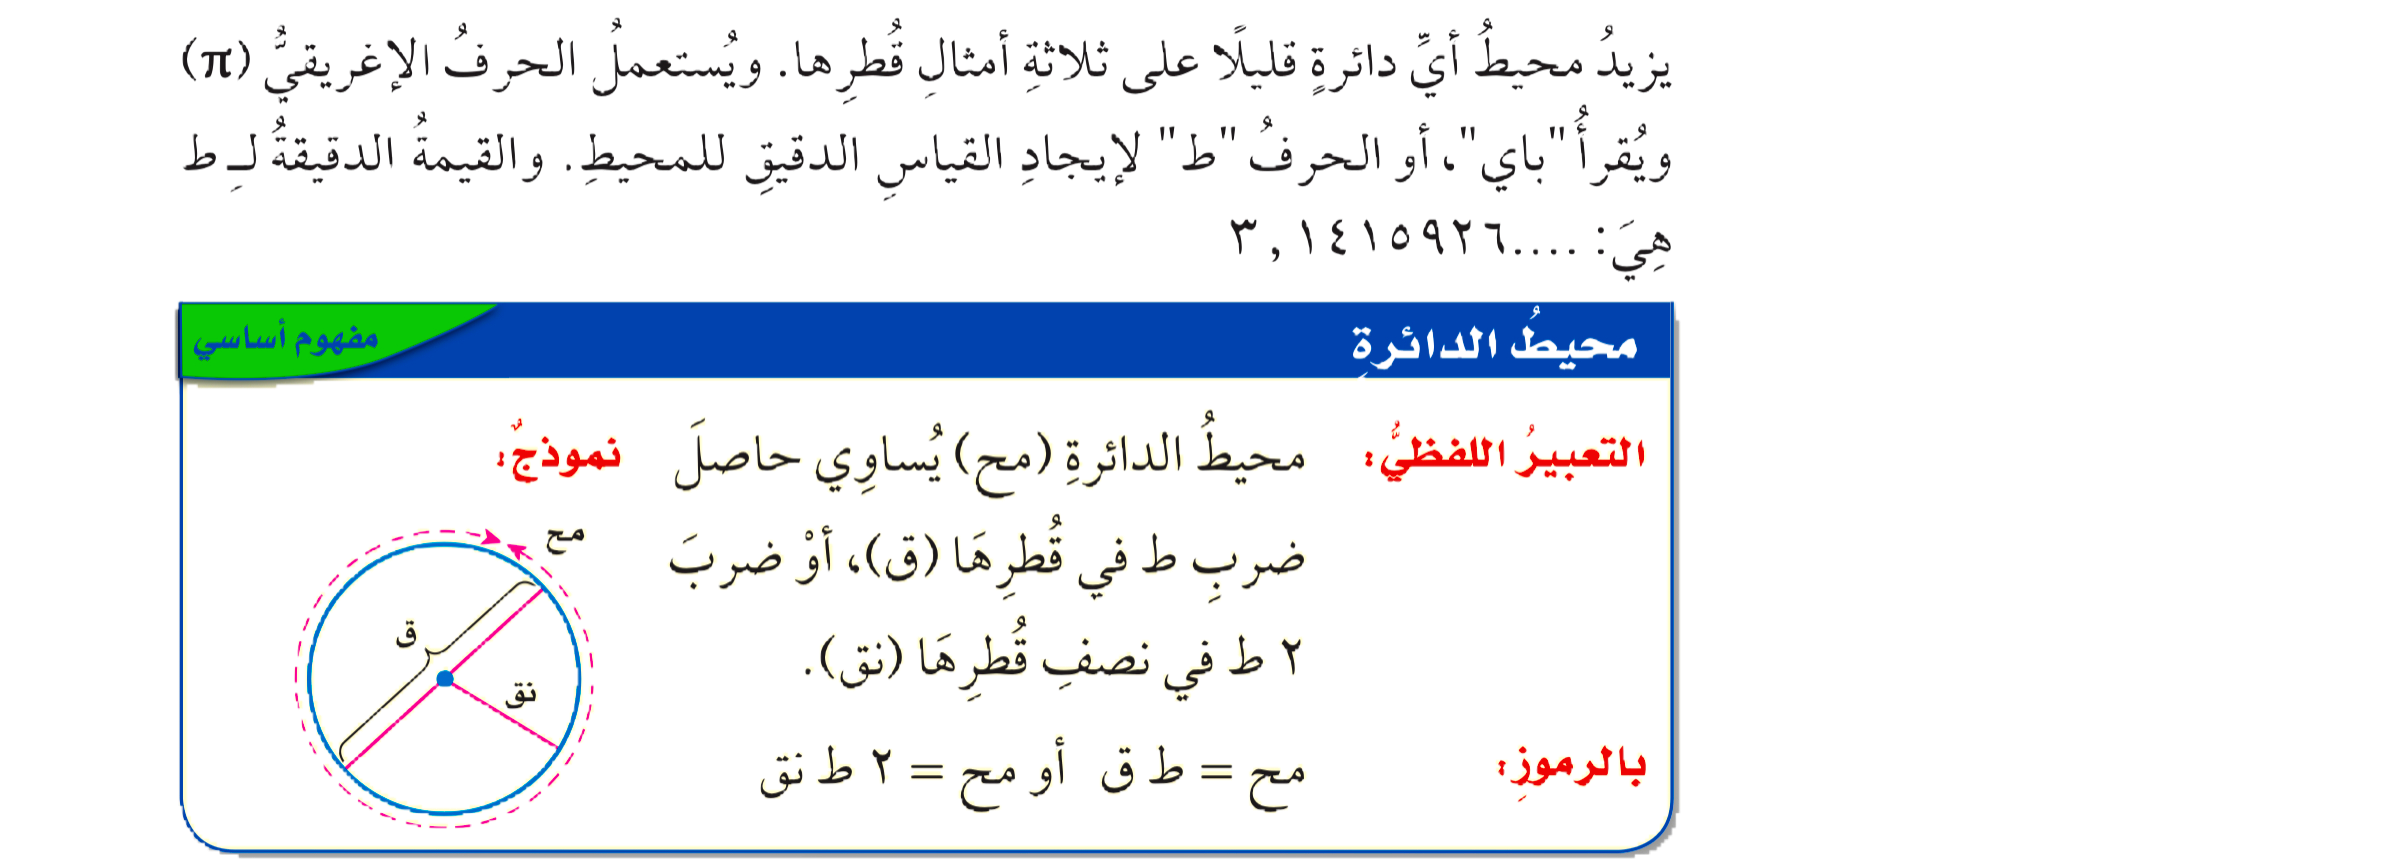 يزيدُ محيطُ أيِّ دائرةٍ قليلًا على ثلاثةِ أمثالِ قُطرِها. ويُستعملُ الحرفُ الإغريقيُّ (π)
ويُقرأُ "باي"، أو الحرفُ "ط" لإيجادِ القياسِ الدقيقِ للمحيطِ. والقيمةُ الدقيقةُ لـِ ط
هِيَ: ....٣,١٤١٥٩٢٦
محيطُ الدائرةِ
مفهوم أساسي
التعبيرُ اللفظيُّ: محيطُ الدائرةِ (مح) يُساوِي حاصلَ
ضربِ ط في قُطرِهَا (ق)، أوْ ضربَ
٢ ط في نصفِ قُطرِهَا (نق).
بالرموزِ: مح = ط ق أو مح = ٢ ط نق
نموذجٌ:
مح
ق
نق